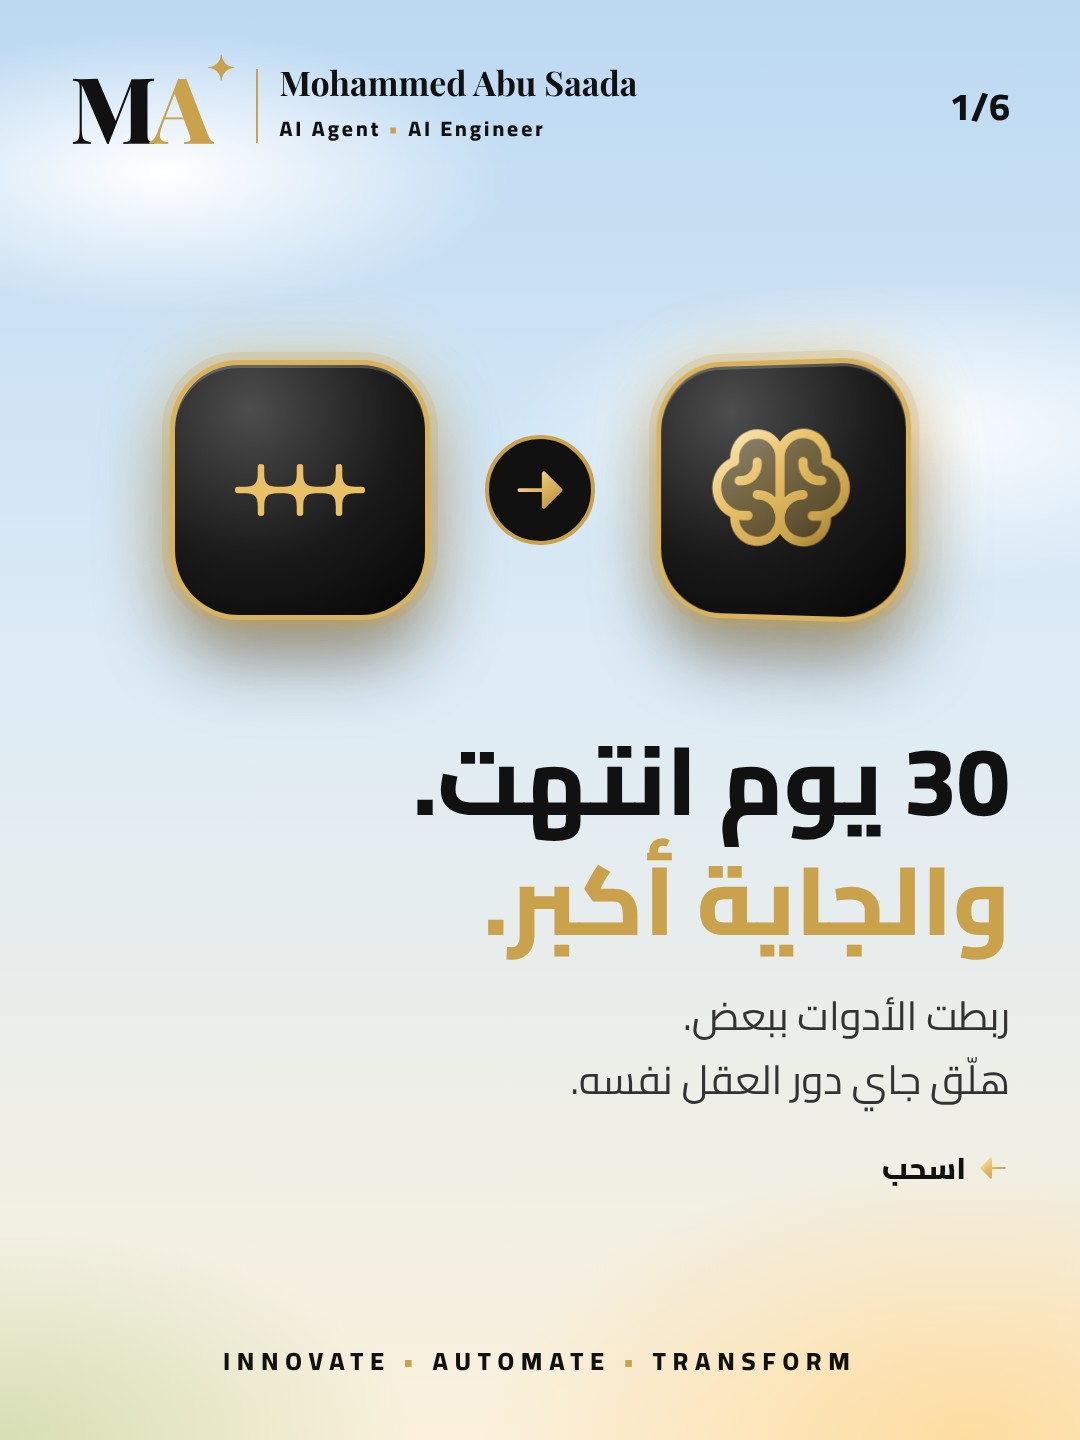 MA
Mohammed Abu Saada
AI Agent ▪ AI Engineer
1/6
30 يوم انتهت.
والجاية أكبر.
ربطت الأدوات ببعض.
هلّق جاي دور العقل نفسه.
اسحب
INNOVATE ▪ AUTOMATE ▪ TRANSFORM